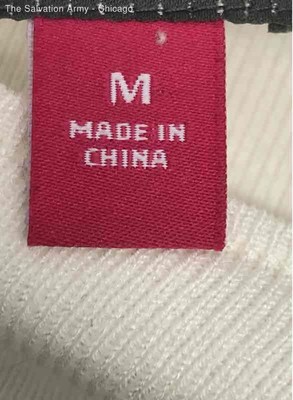 The Salvation Army - Chicago
M
MADE IN
CHINA